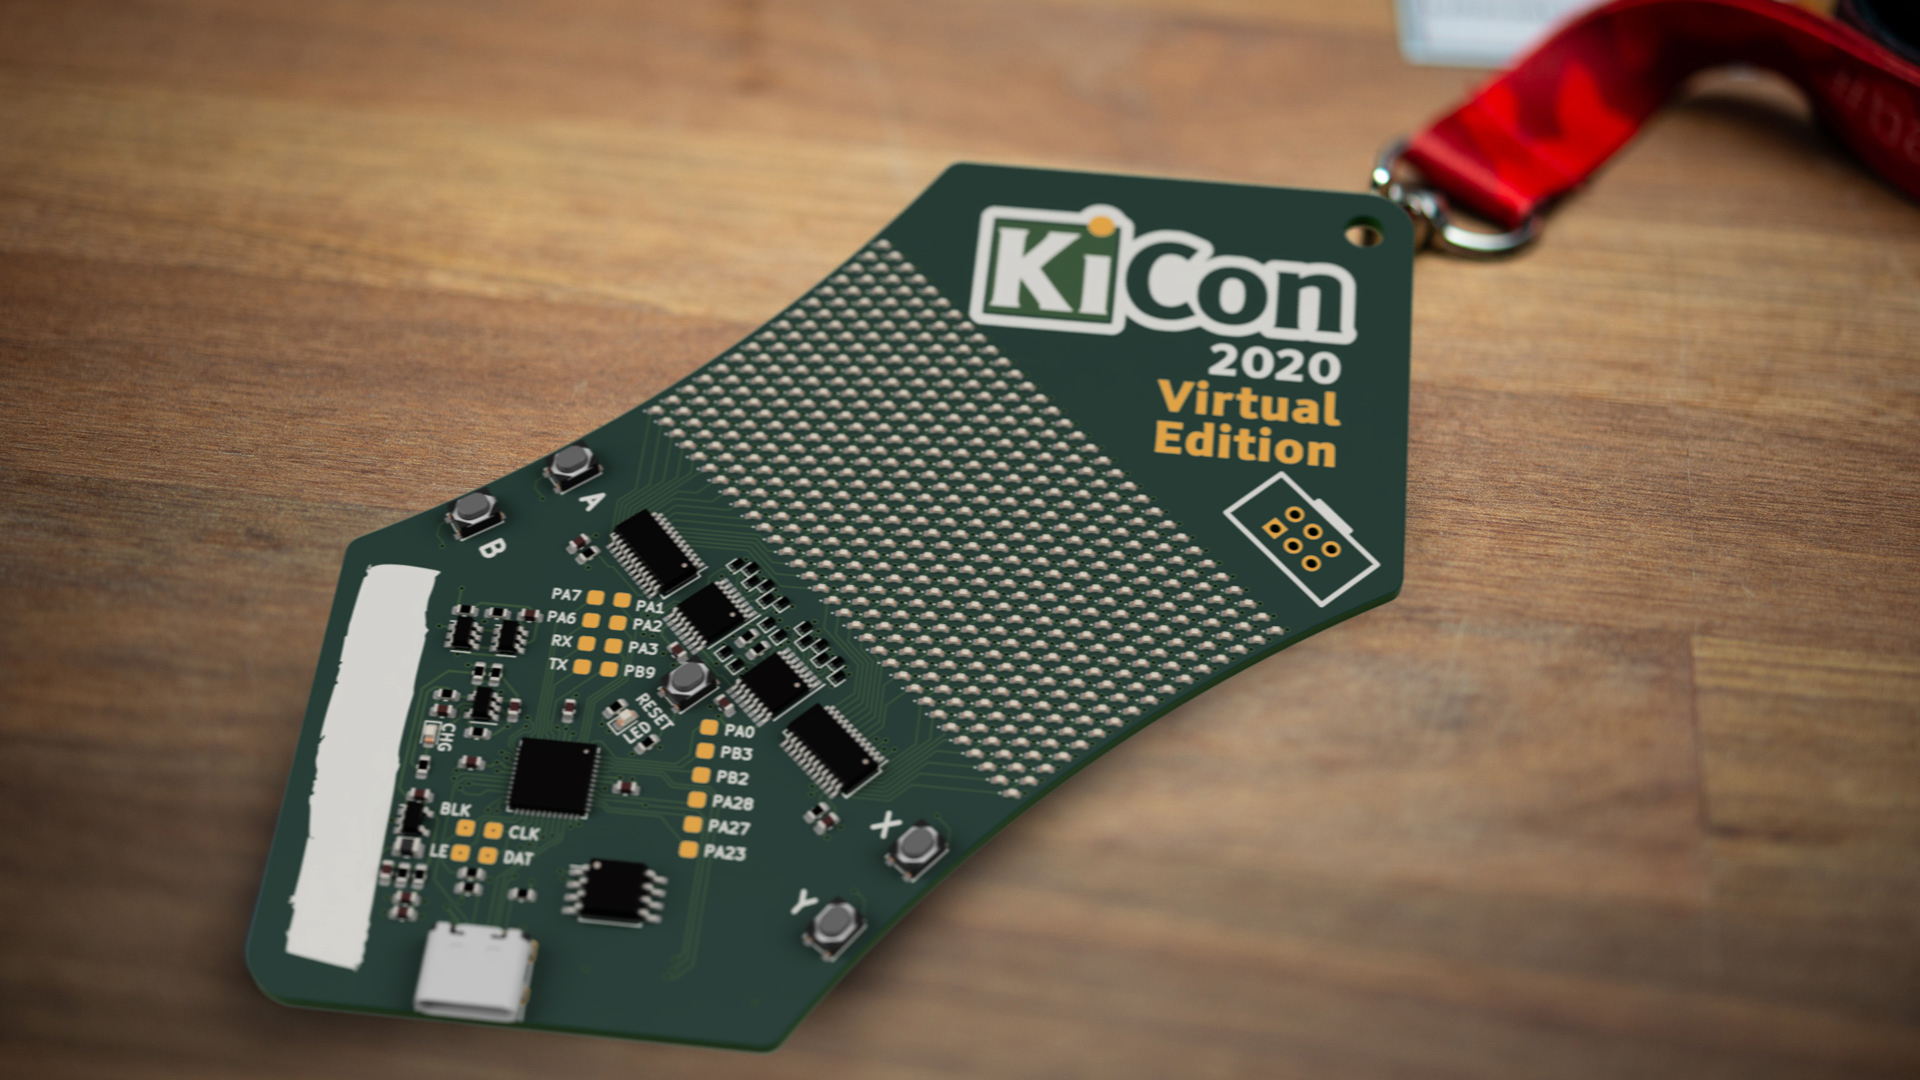 KiCon
2020
Virtual
Edition
A
B
PA7
PA1
PA6
PA2
RX
PA3
TX
PB9
RESET
LED
CHG
PA0
PB3
PB2
PA28
PA27
PA23
BLK
CLK
LE
DAT
X
Y